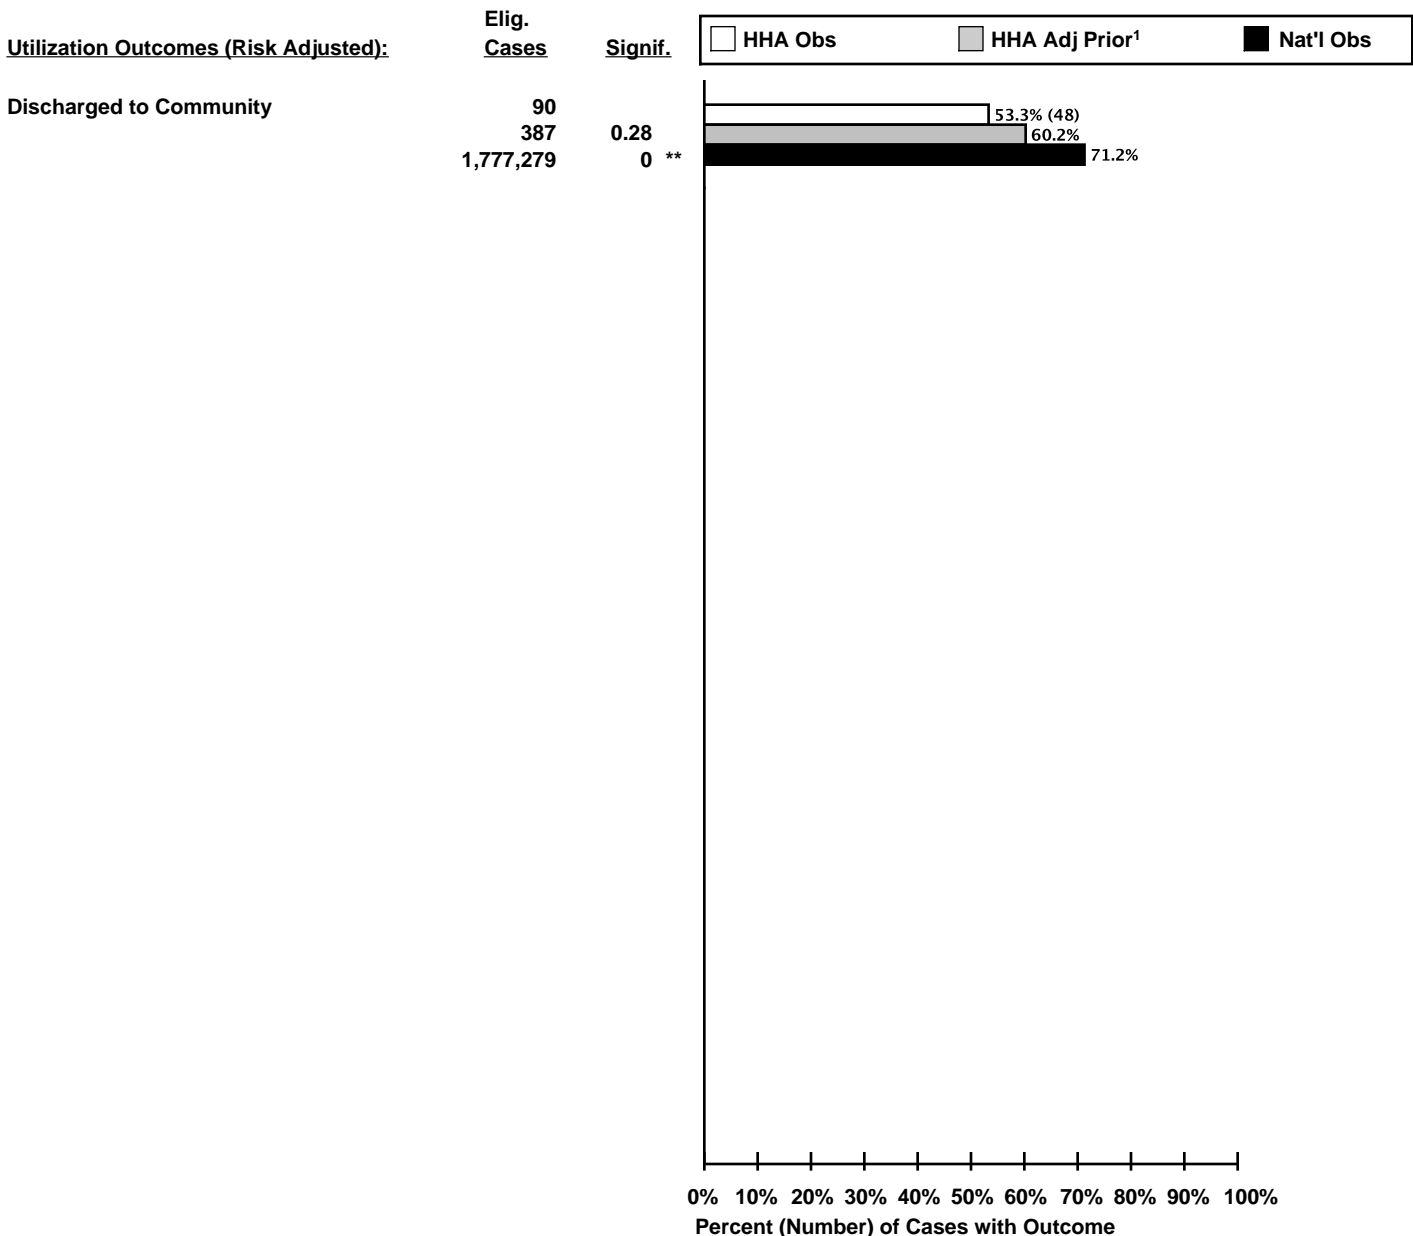 Elig.
Utilization Outcomes (Risk Adjusted): Cases Signif. HHA Obs HHA Adj Prior¹ Nat'l Obs
Discharged to Community 90 53.3% (48)
387 0.28 60.2%
1,777,279 0 ** 71.2%
0% 10% 20% 30% 40% 50% 60% 70% 80% 90% 100%
Percent (Number) of Cases with Outcome